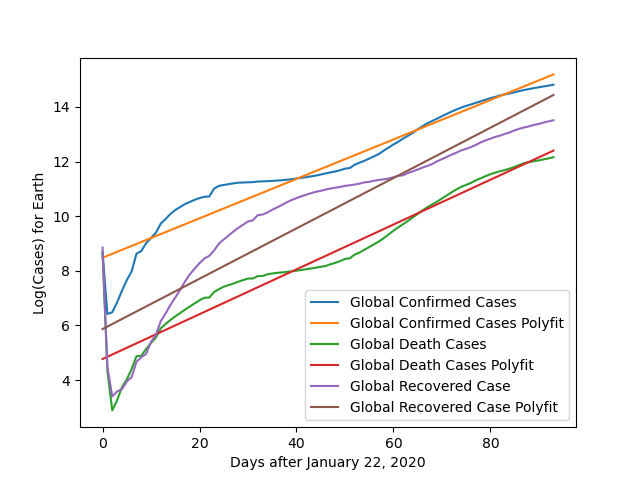 14
12
10
8
6
4
Log(Cases) for Earth
Global Confirmed Cases
Global Confirmed Cases Polyfit
Global Death Cases
Global Death Cases Polyfit
Global Recovered Case
Global Recovered Case Polyfit
0 20 40 60 80
Days after January 22, 2020